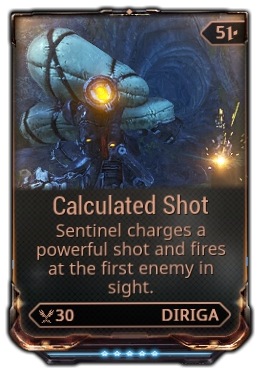 51
Calculated Shot
Sentinel charges a
powerful shot and fires
at the first enemy in
sight.
30 DIRIGA